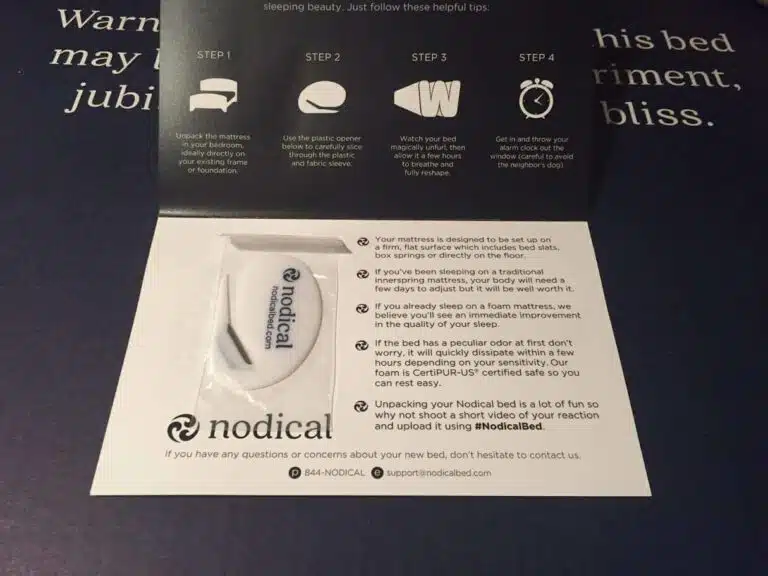 sleeping beauty. Just follow these helpful tips:
Warn
may
jubi
his bed
riment,
bliss.
STEP 1
Unpack the mattress
in your bedroom,
ideally directly on
your existing frame
or foundation.
STEP 2
Use the plastic opener
below to carefully slice
through the plastic
and fabric sleeve.
STEP 3
Watch your bed
magically unfurl, then
allow it a few hours
to breathe and
fully reshape.
STEP 4
Get in and throw your
alarm clock out the
window (careful to avoid
the neighbor's dog).
nodical
nodicalbed.com
Your mattress is designed to be set up on
a firm, flat surface which includes bed slats,
box springs or directly on the floor.
If you've been sleeping on a traditional
innerspring mattress, your body will need a
few days to adjust but it will be well worth it.
If you already sleep on a foam mattress, we
believe you'll see an immediate improvement
in the quality of your sleep.
If the bed has a peculiar odor at first don't
worry, it will quickly dissipate within a few
hours depending on your sensitivity. Our
foam is CertiPUR-US® certified safe so you
can rest easy.
Unpacking your Nodical bed is a lot of fun so
why not shoot a short video of your reaction
and upload it using #NodicalBed.
nodical
If you have any questions or concerns about your new bed, don't hesitate to contact us.
p 844-NODICAL e support@nodicalbed.com